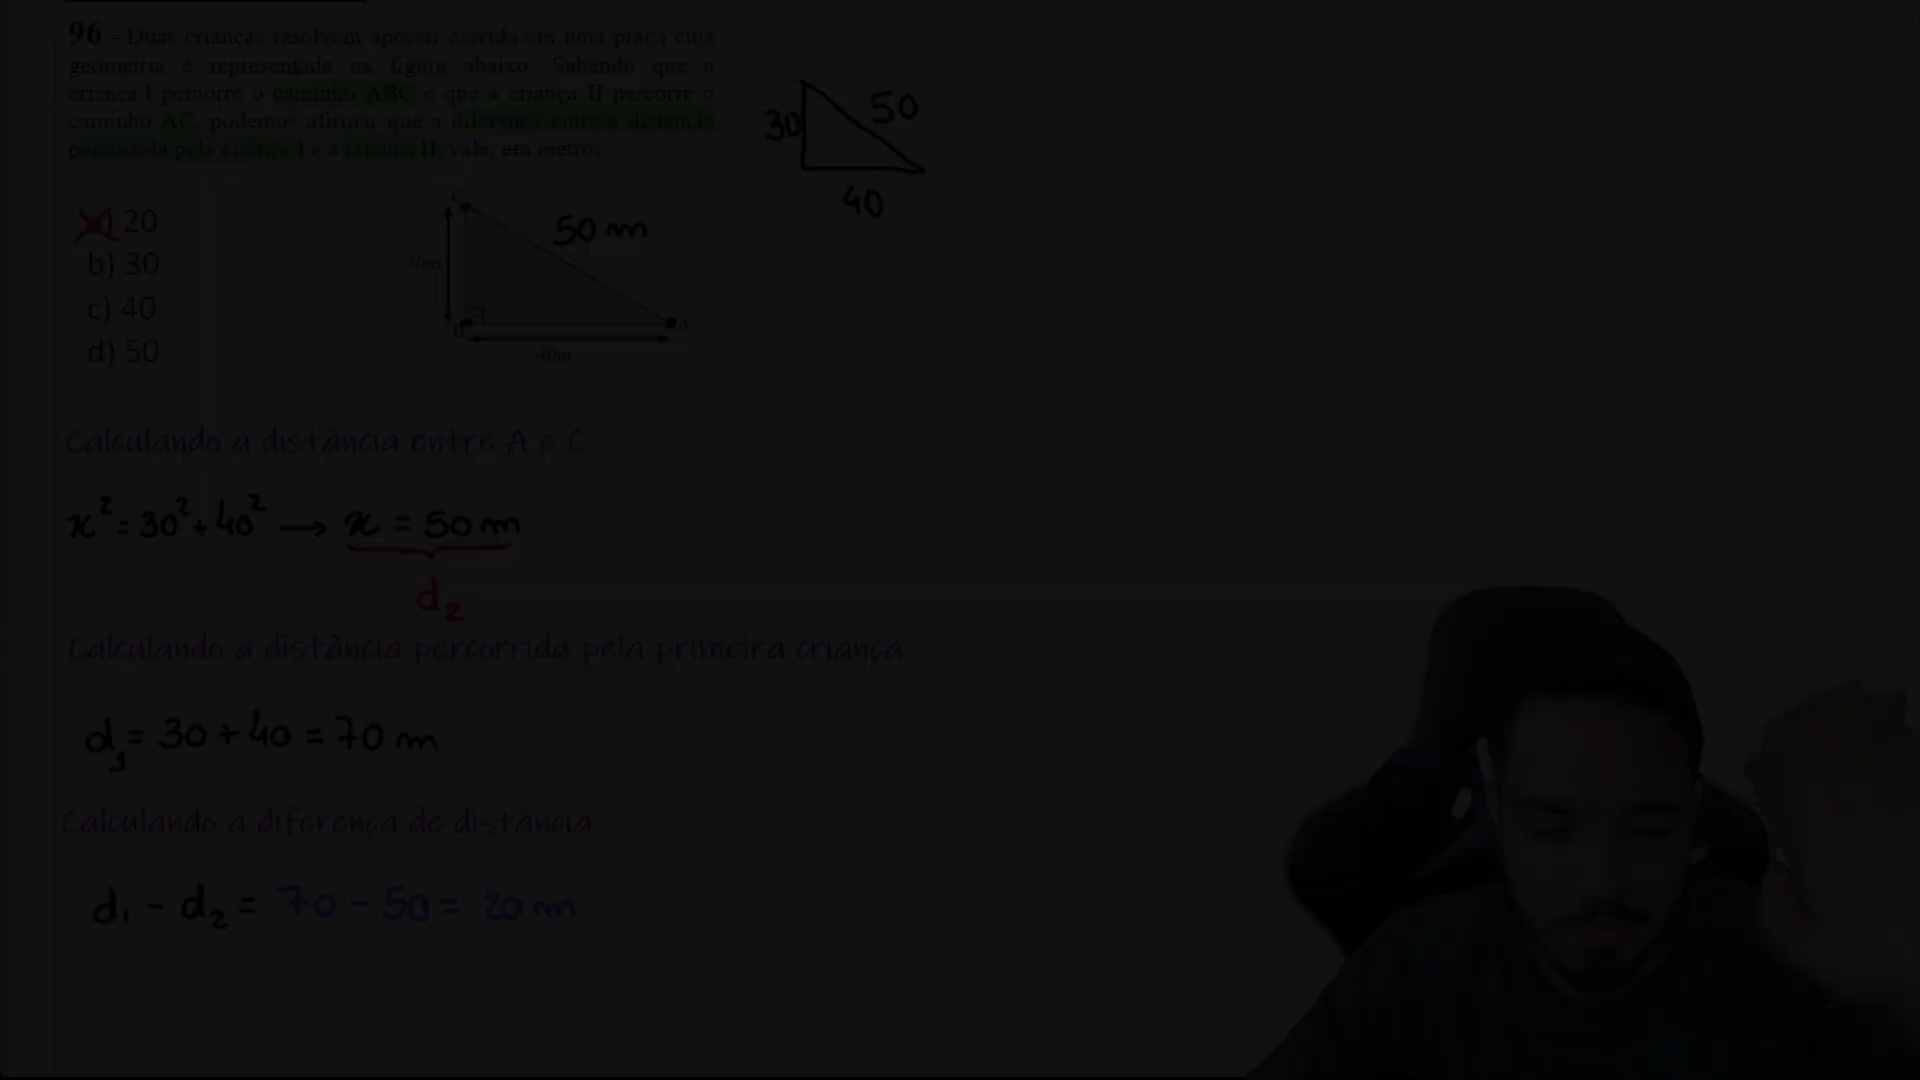 96 - Duas crianças resolvem apostar corrida em uma praça cuja
geometria é representada na figura abaixo. Sabendo que a
criança I percorre o caminho ABC e que a criança II percorre o
caminho AC, podemos afirmar que a diferença entre a distância
percorrida pela criança I e a criança II, vale, em metros:
20
b) 30
c) 40
d) 50
C
50 m
30m
B
A
40m
30
50
40
Calculando a distância entre A e C
x² = 30² + 40² → x = 50 m
d₂
Calculando a distância percorrida pela primeira criança
d₁ = 30 + 40 = 70 m
Calculando a diferença de distância
d₁ - d₂ = 70 - 50 = 20 m